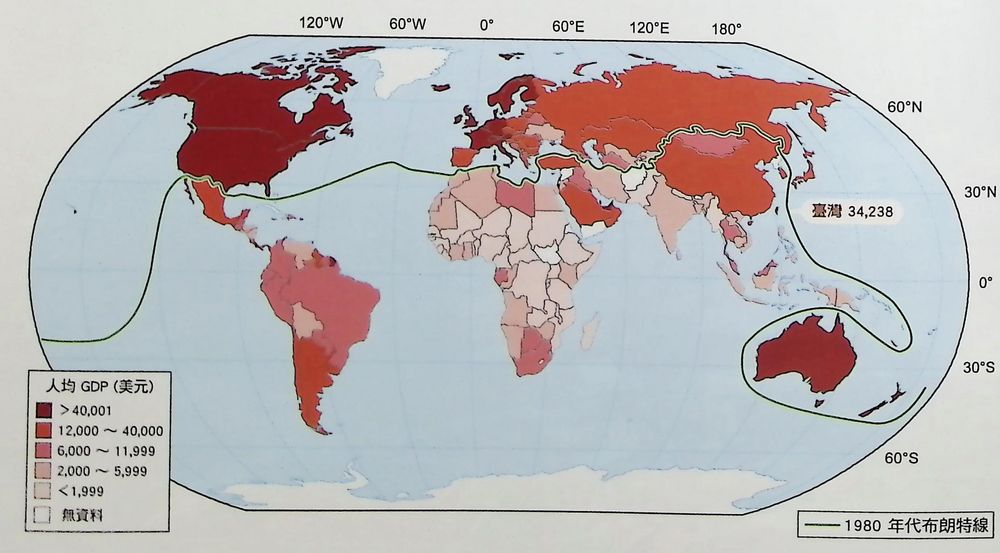 120°W 60°W 0° 60°E 120°E 180°
60°N
30°N
臺灣 34,238
0°
30°S
60°S
人均 GDP (美元)
>40,001
12,000 ～ 40,000
6,000 ～ 11,999
2,000 ～ 5,999
<1,999
無資料
1980 年代布朗特線